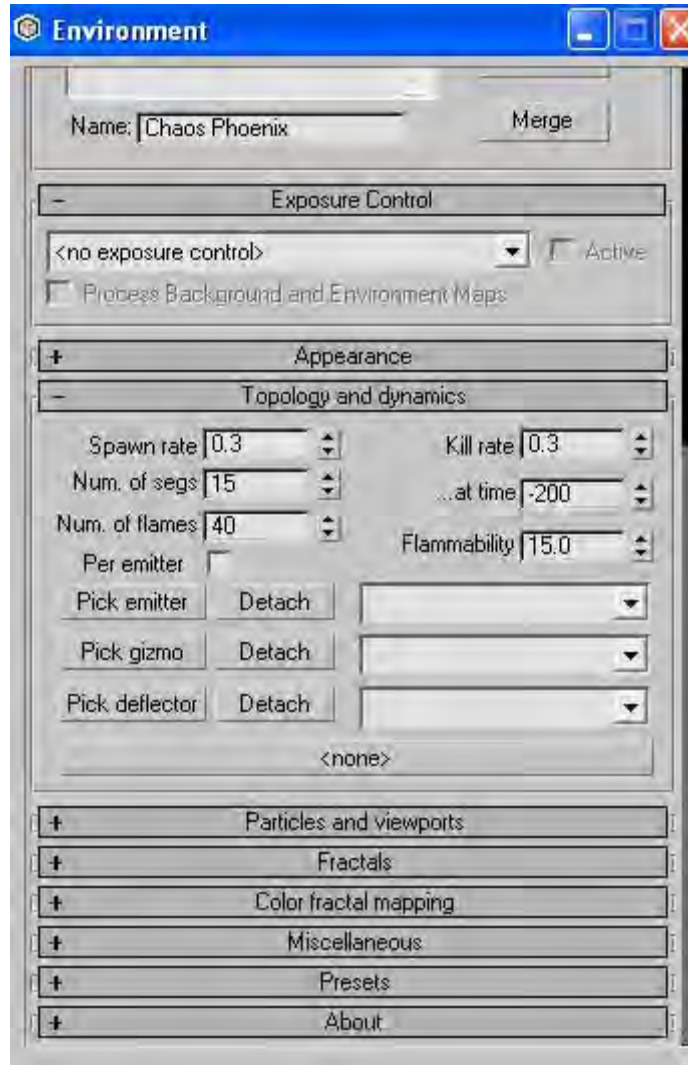 Environment
Name: Chaos Phoenix Merge
- Exposure Control
<no exposure control> Active
Process Background and Environment Maps
+ Appearance
- Topology and dynamics
Spawn rate 0.3 Kill rate 0.3
Num. of segs 15 ...at time -200
Num. of flames 40 Flammability 15.0
Per emitter
Pick emitter Detach
Pick gizmo Detach
Pick deflector Detach
<none>
+ Particles and viewports
+ Fractals
+ Color fractal mapping
+ Miscellaneous
+ Presets
+ About